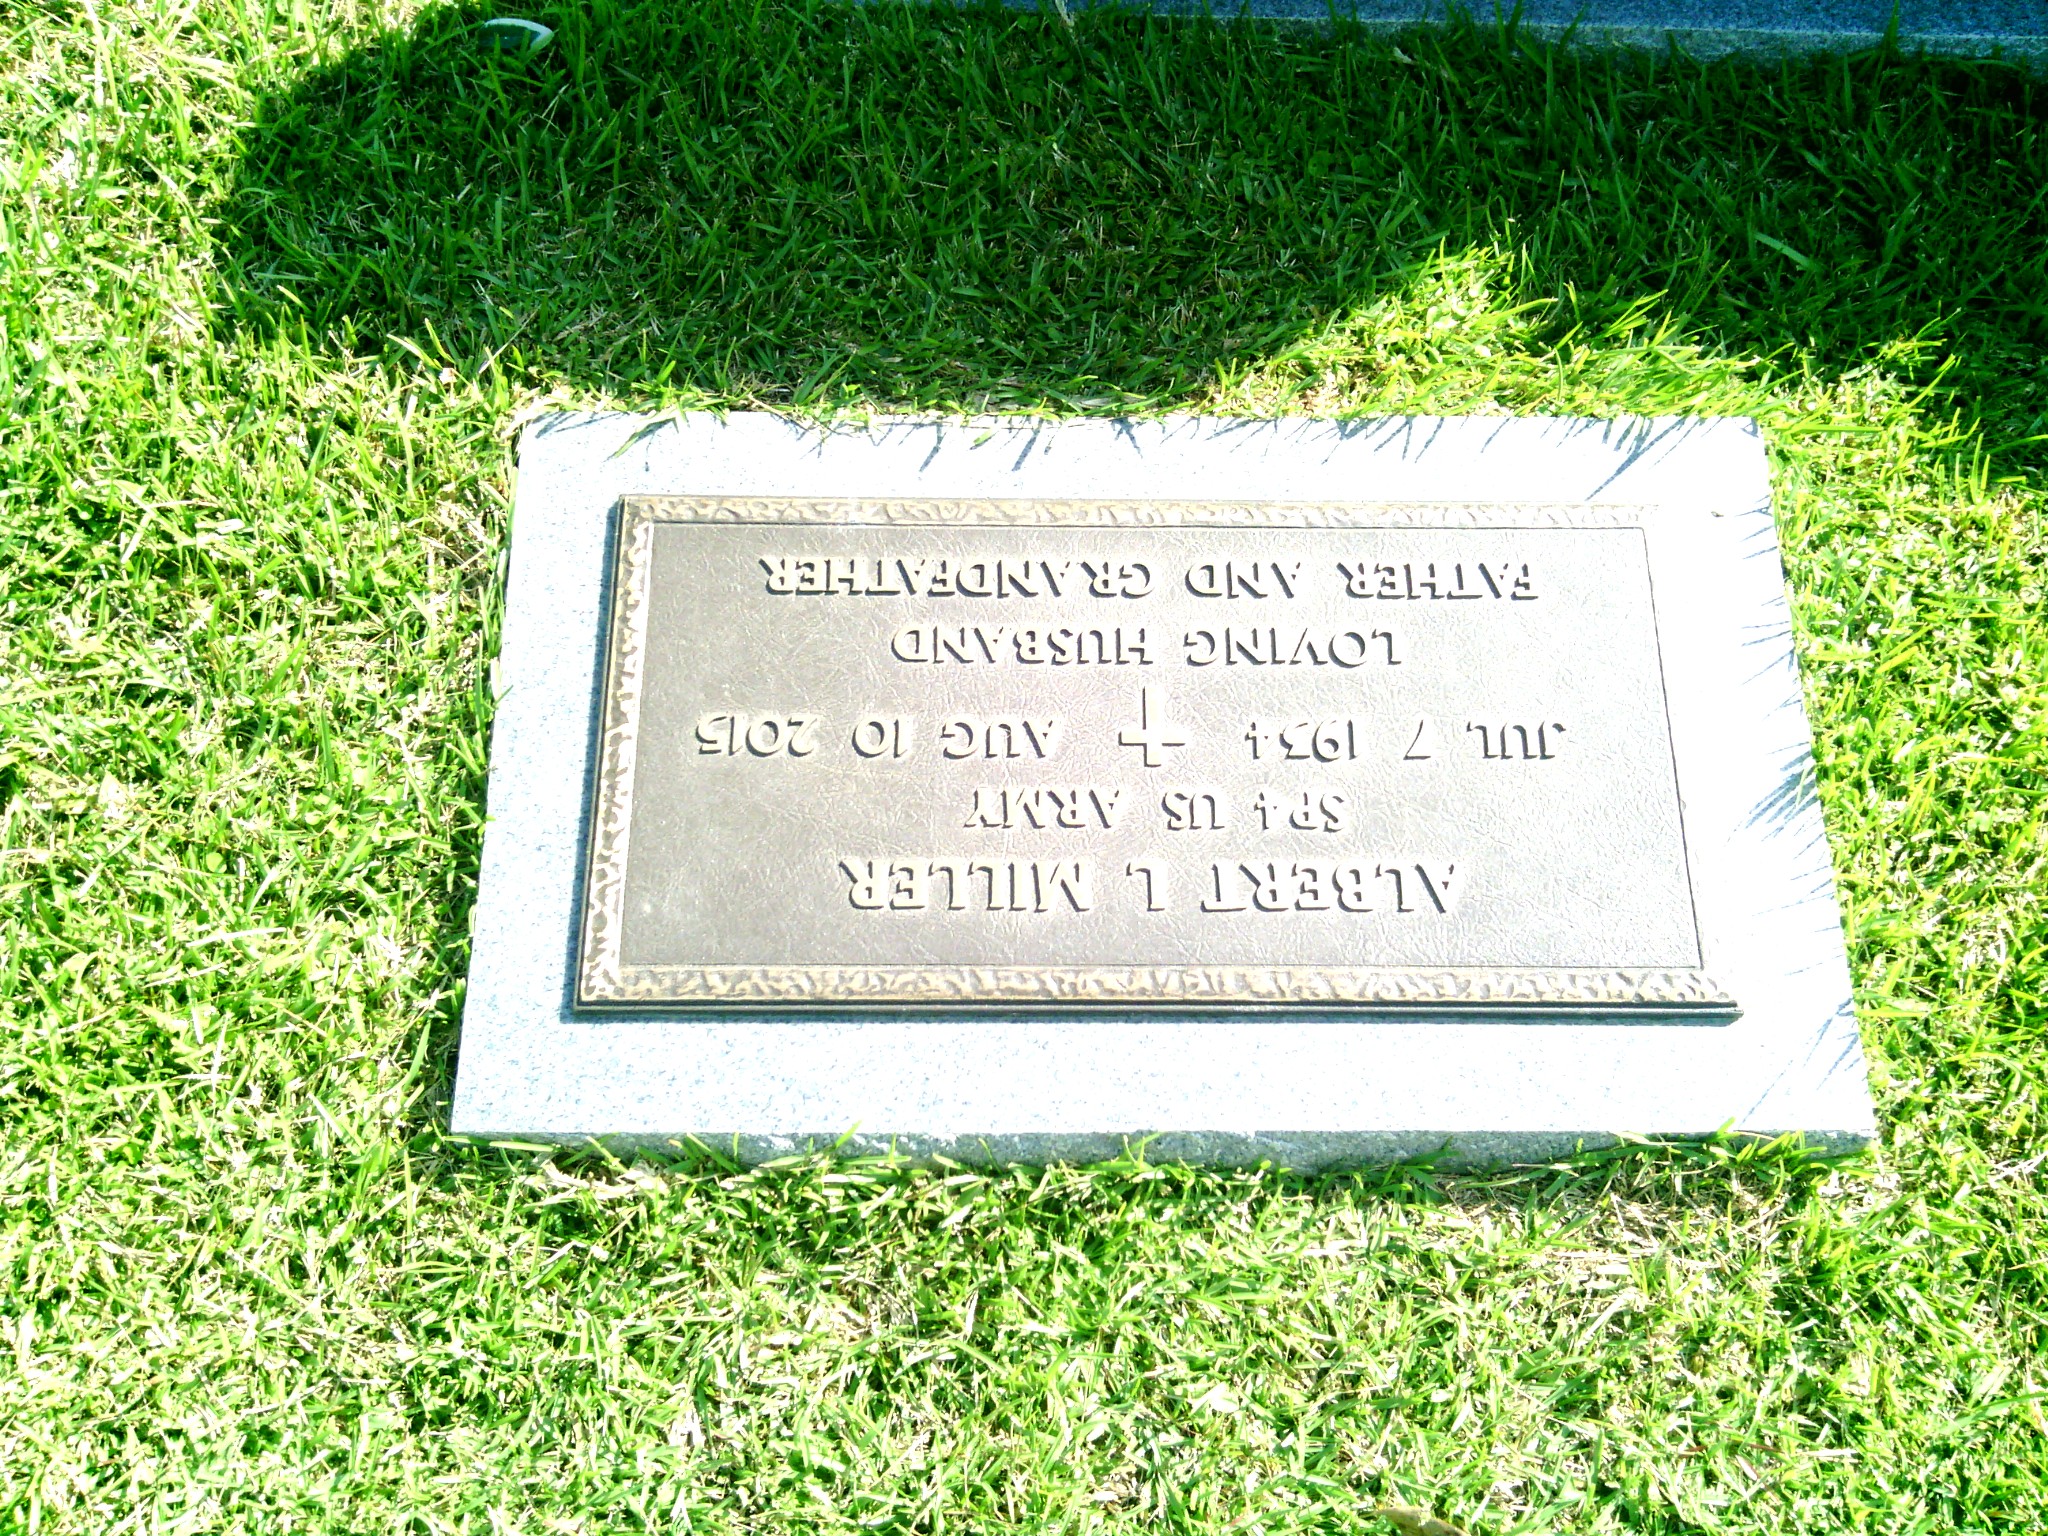 ALBERT L MILLER
SP4 US ARMY
JUL 7 1934 AUG 10 2015
LOVING HUSBAND
FATHER AND GRANDFATHER